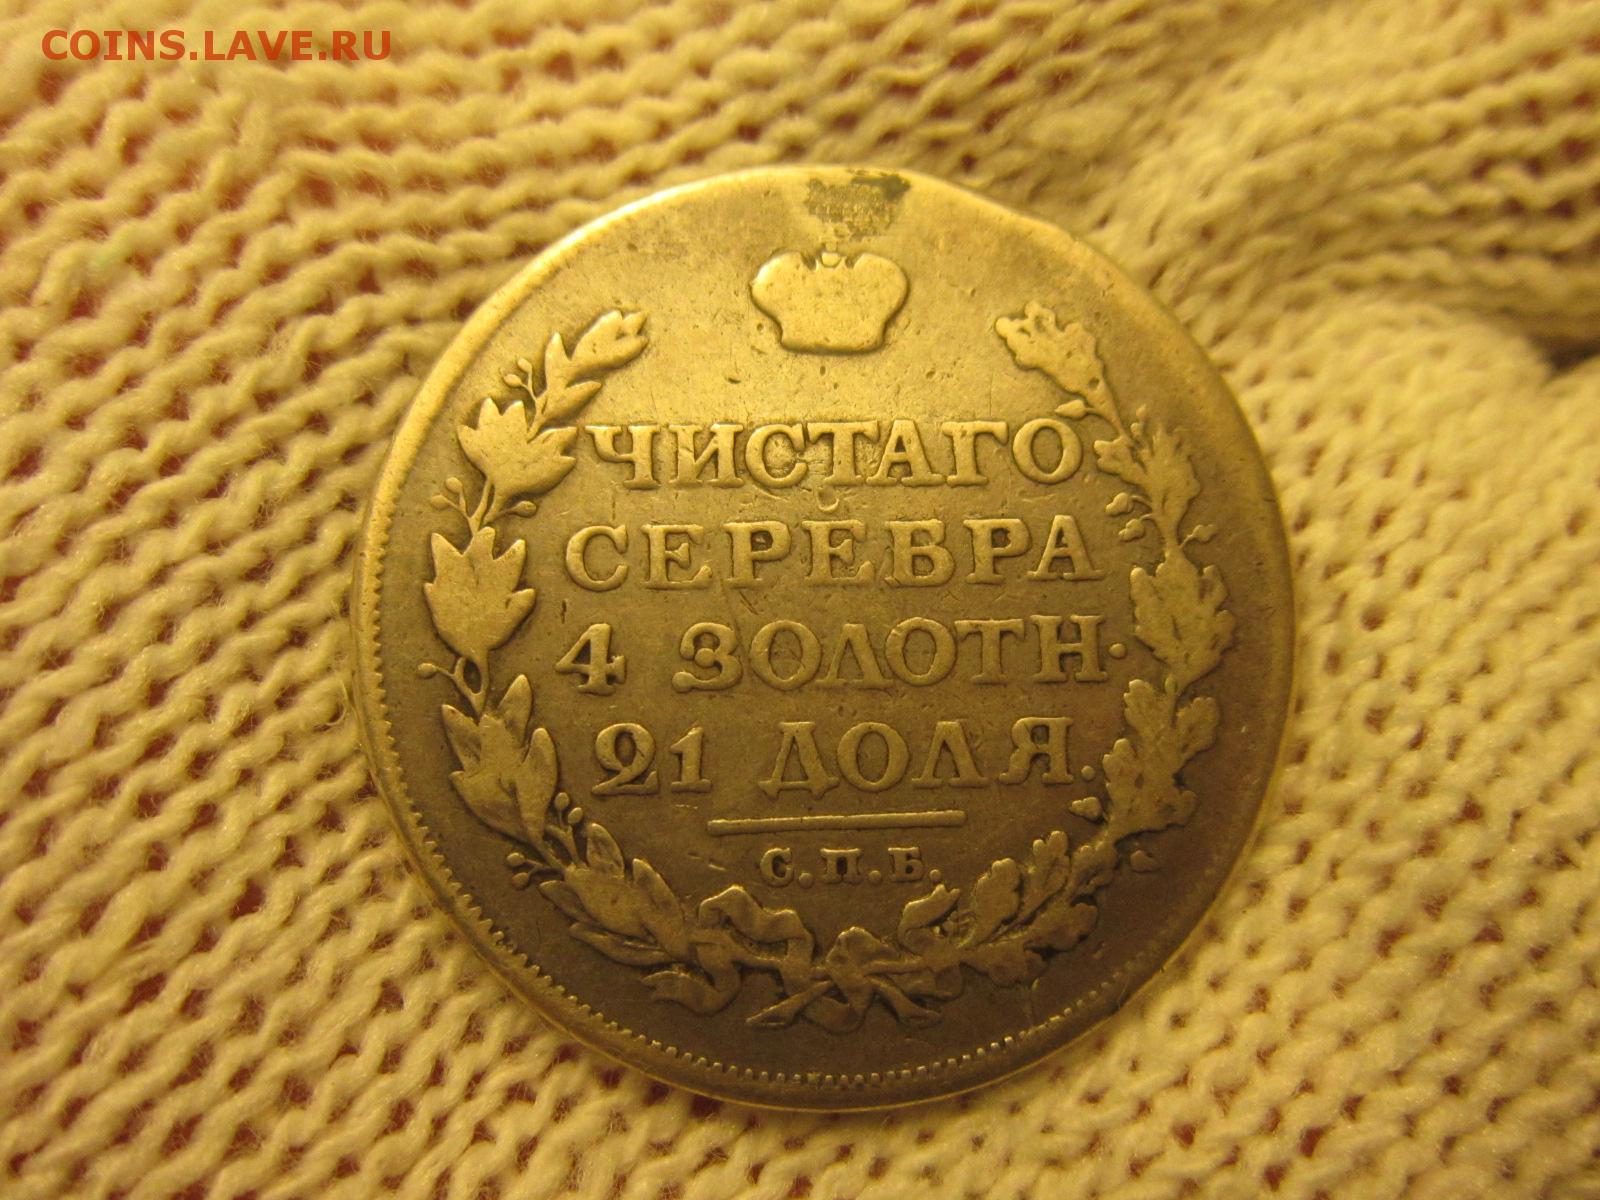 COINS.LAVE.RU
ЧИСТАГО
СЕРЕБРА
4 ЗОЛОТН.
21 ДОЛЯ.
С.П.Б.